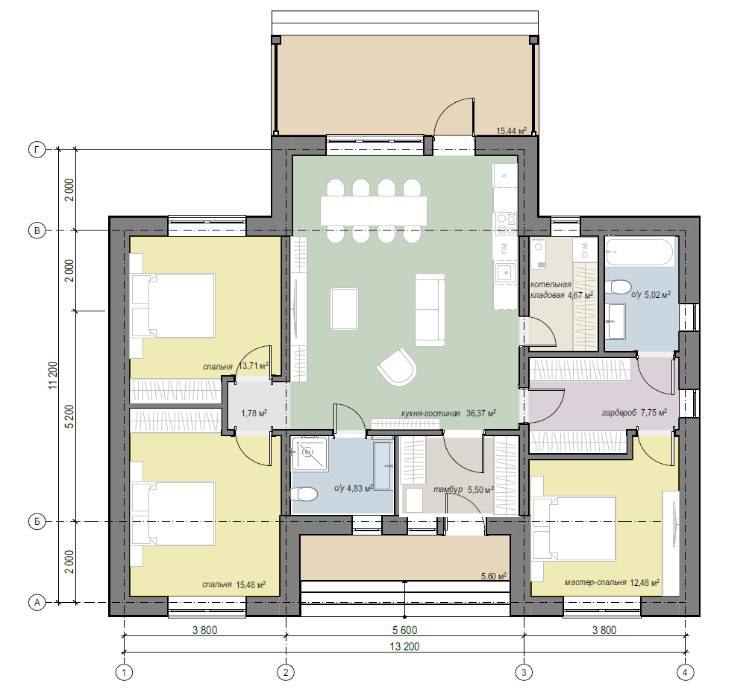 15,44 м²
Г
В
Б
А
2 000
2 000
5 200
2 000
11 200
Ж
ПМ
С М
котельная
кладовая 4,67 м²
с/у 5,02 м²
спальня 13,71 м²
1,78 м²
кухня-гостиная 36,37 м²
гардероб 7,75 м²
с/у 4,83 м²
тамбур 5,50 м²
спальня 15,48 м²
5,60 м²
мастер-спальня 12,48 м²
3 800
5 600
3 800
13 200
1
2
3
4